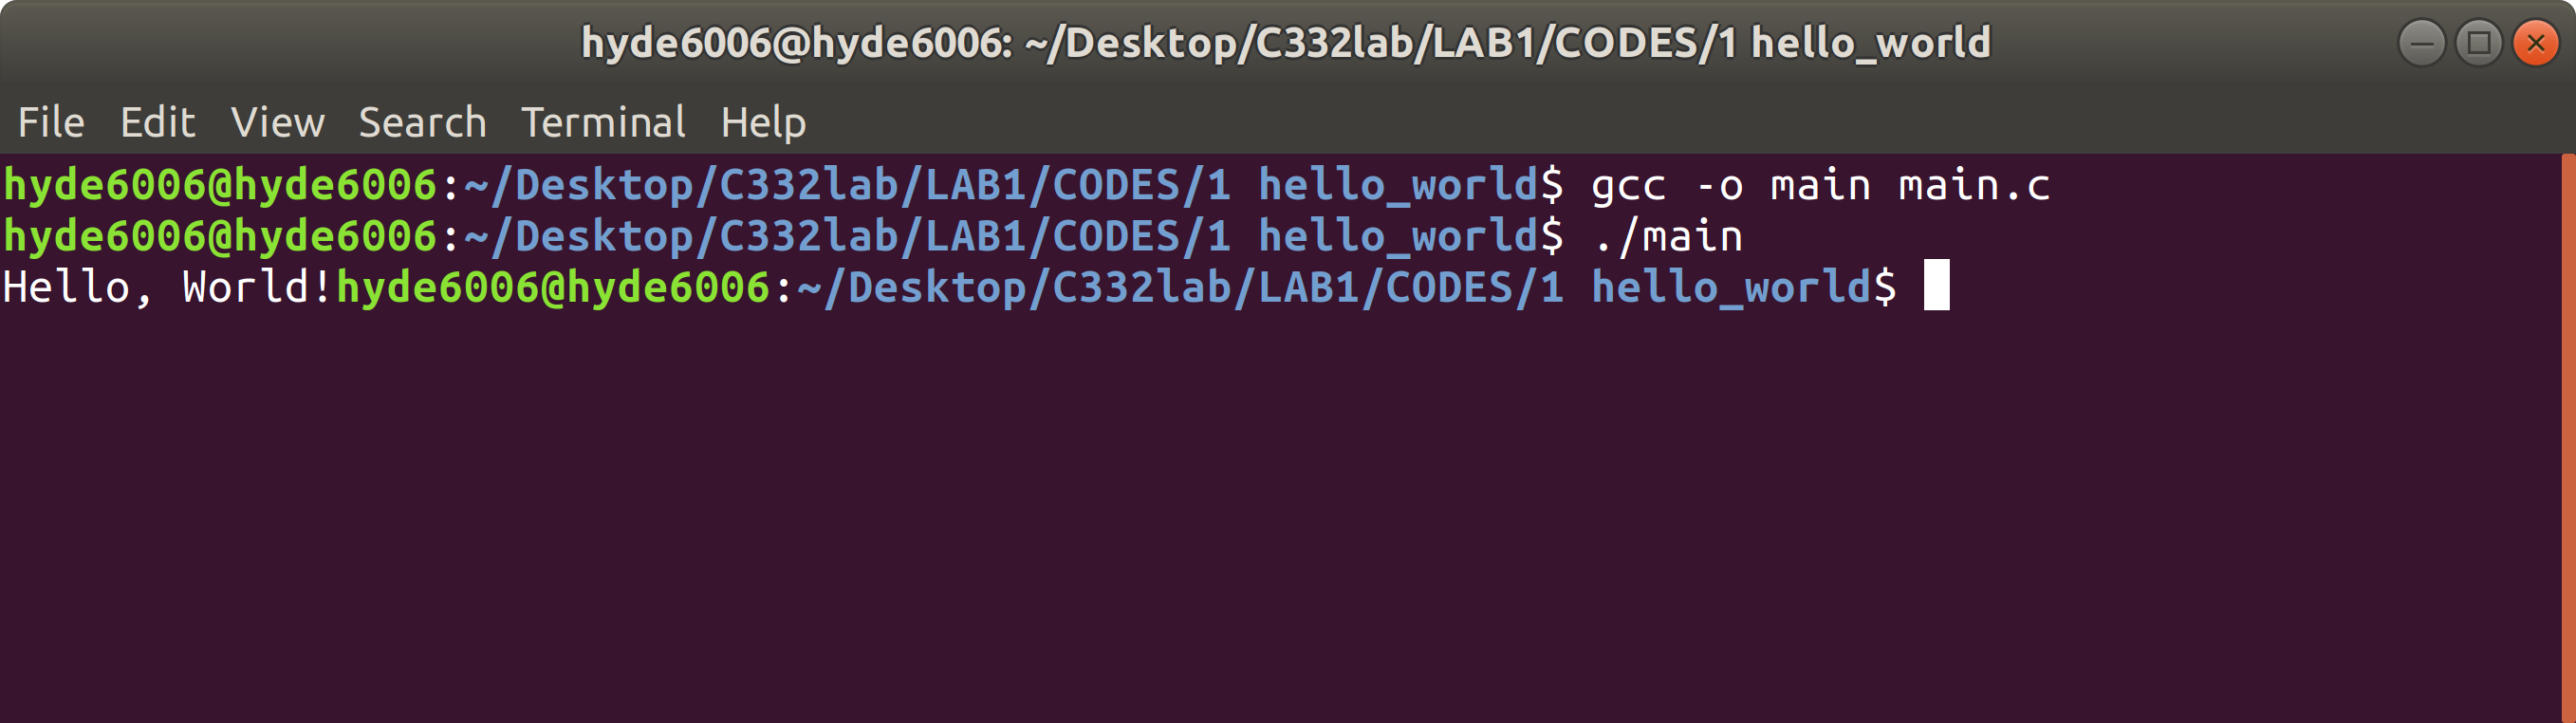 hyde6006@hyde6006: ~/Desktop/C332lab/LAB1/CODES/1 hello_world
File Edit View Search Terminal Help
hyde6006@hyde6006:~/Desktop/C332lab/LAB1/CODES/1 hello_world$ gcc -o main main.c
hyde6006@hyde6006:~/Desktop/C332lab/LAB1/CODES/1 hello_world$ ./main
Hello, World!hyde6006@hyde6006:~/Desktop/C332lab/LAB1/CODES/1 hello_world$